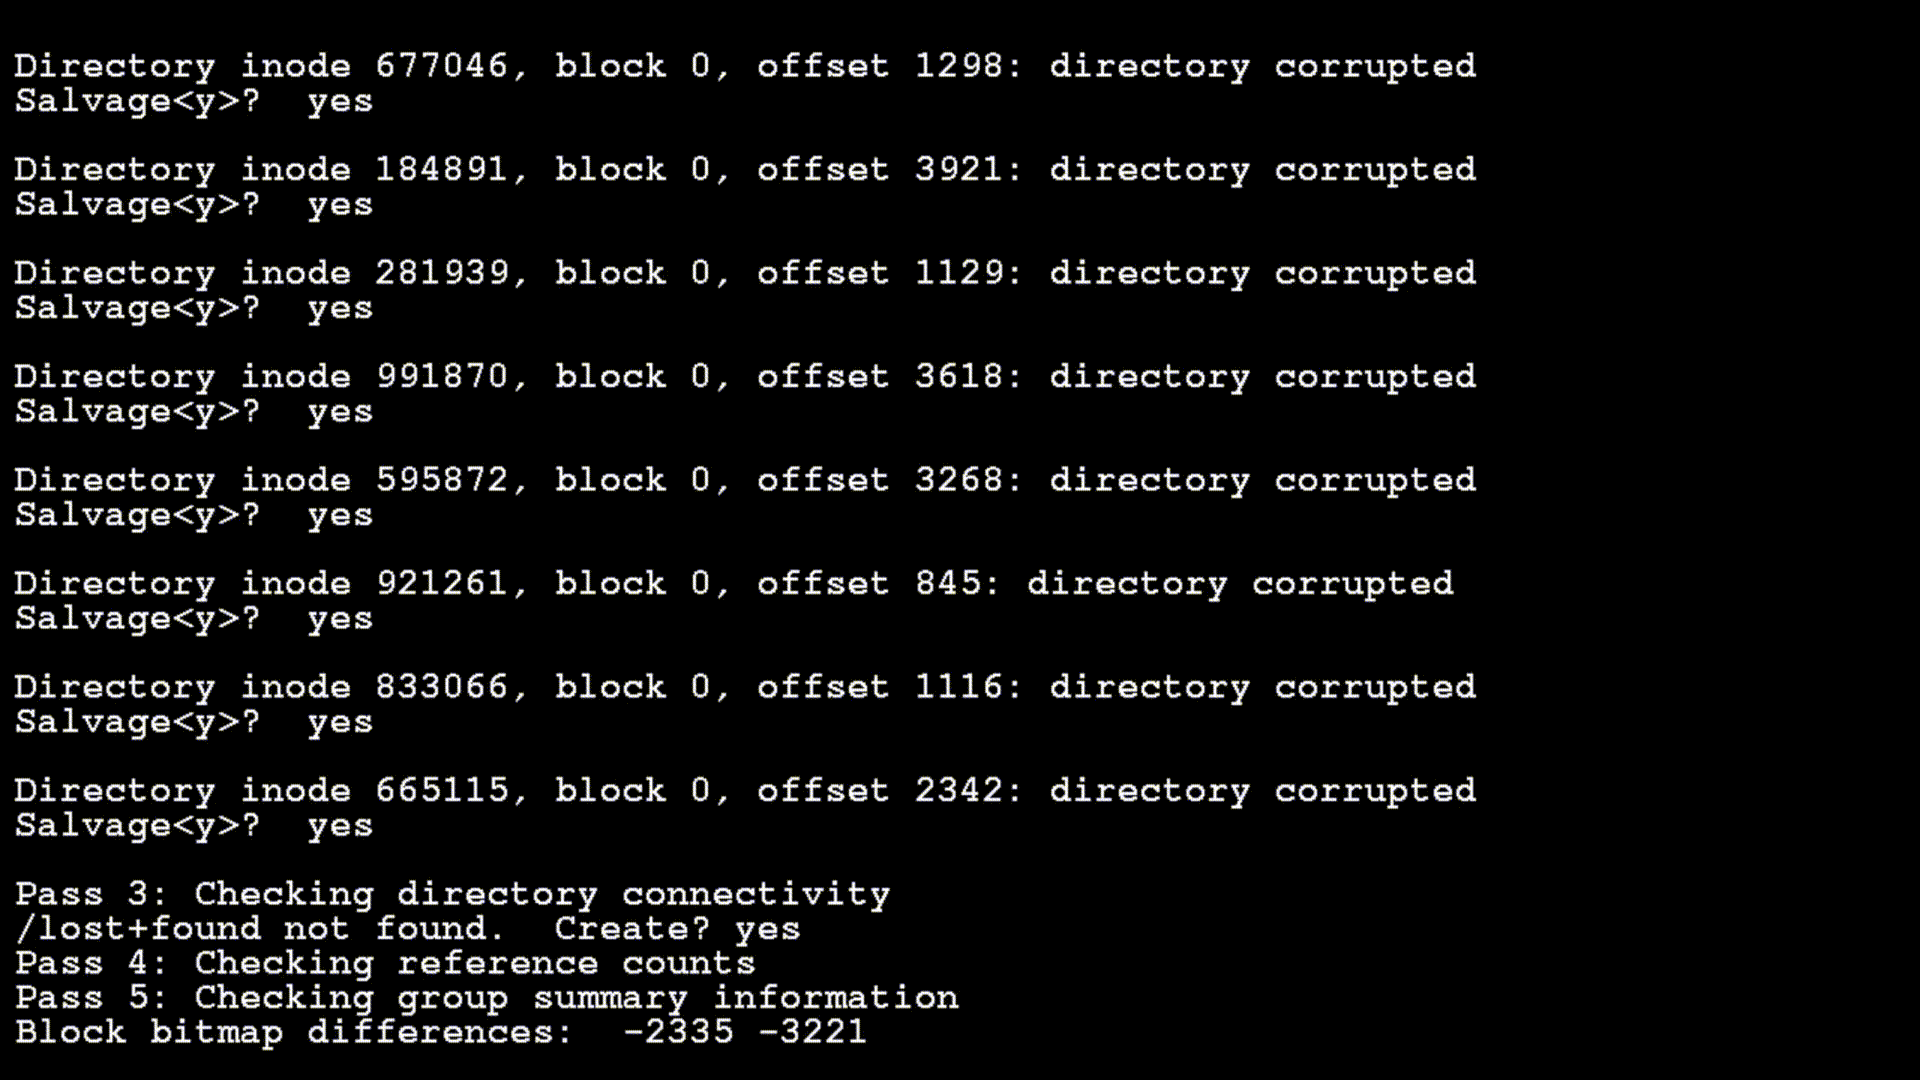 Directory inode 677046, block 0, offset 1298: directory corrupted
Salvage<y>?  yes
Directory inode 184891, block 0, offset 3921: directory corrupted
Salvage<y>?  yes
Directory inode 281939, block 0, offset 1129: directory corrupted
Salvage<y>?  yes
Directory inode 991870, block 0, offset 3618: directory corrupted
Salvage<y>?  yes
Directory inode 595872, block 0, offset 3268: directory corrupted
Salvage<y>?  yes
Directory inode 921261, block 0, offset 845: directory corrupted
Salvage<y>?  yes
Directory inode 833066, block 0, offset 1116: directory corrupted
Salvage<y>?  yes
Directory inode 665115, block 0, offset 2342: directory corrupted
Salvage<y>?  yes
Pass 3: Checking directory connectivity
/lost+found not found.  Create? yes
Pass 4: Checking reference counts
Pass 5: Checking group summary information
Block bitmap differences:  -2335 -3221